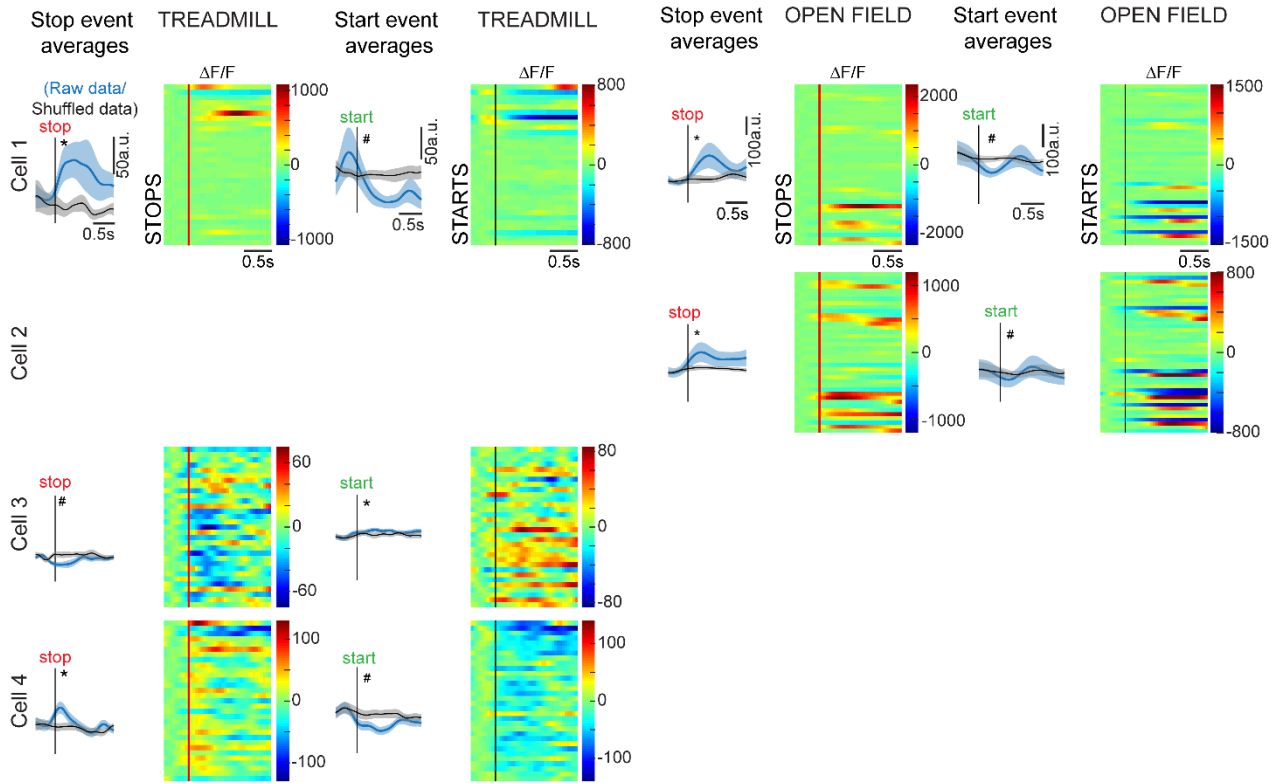 Stop event averages
TREADMILL
Start event averages
TREADMILL
Stop event averages
OPEN FIELD
Start event averages
OPEN FIELD
(Raw data/
Shuffled data)
ΔF/F
ΔF/F
ΔF/F
ΔF/F
Cell 1
stop
*
50a.u.
0.5s
STOPS
1000
0
-1000
0.5s
start
#
50a.u.
0.5s
STARTS
800
0
-800
0.5s
stop
*
100a.u.
0.5s
STOPS
2000
0
-2000
0.5s
start
#
100a.u.
0.5s
STARTS
1500
0
-1500
0.5s
Cell 2
stop
*
1000
0
-1000
start
#
800
0
-800
Cell 3
stop
#
60
0
-60
start
*
80
0
-80
Cell 4
stop
*
100
0
-100
start
#
100
0
-100